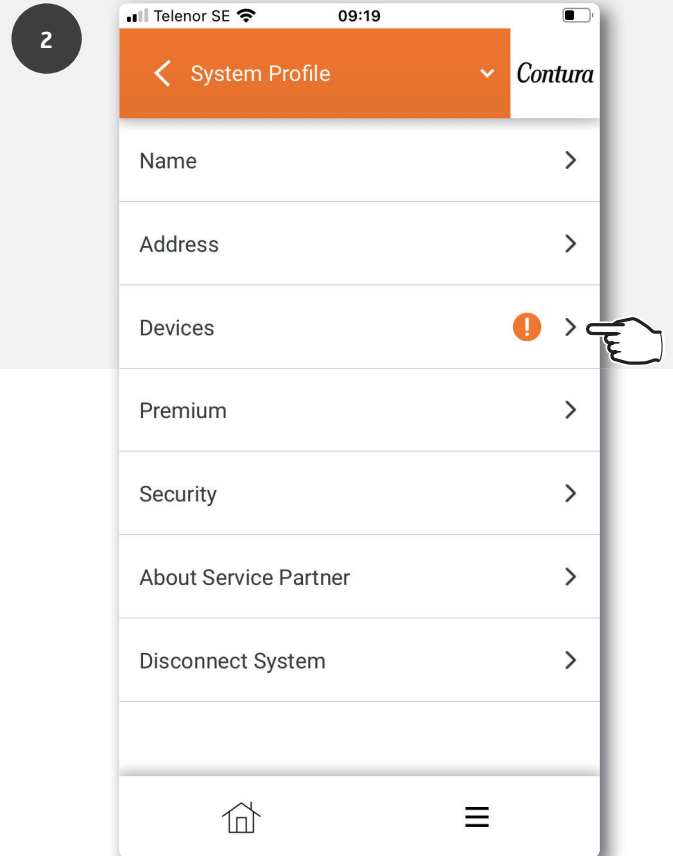 2
Telenor SE 09:19
System Profile
Contura
Name
Address
Devices !
Premium
Security
About Service Partner
Disconnect System